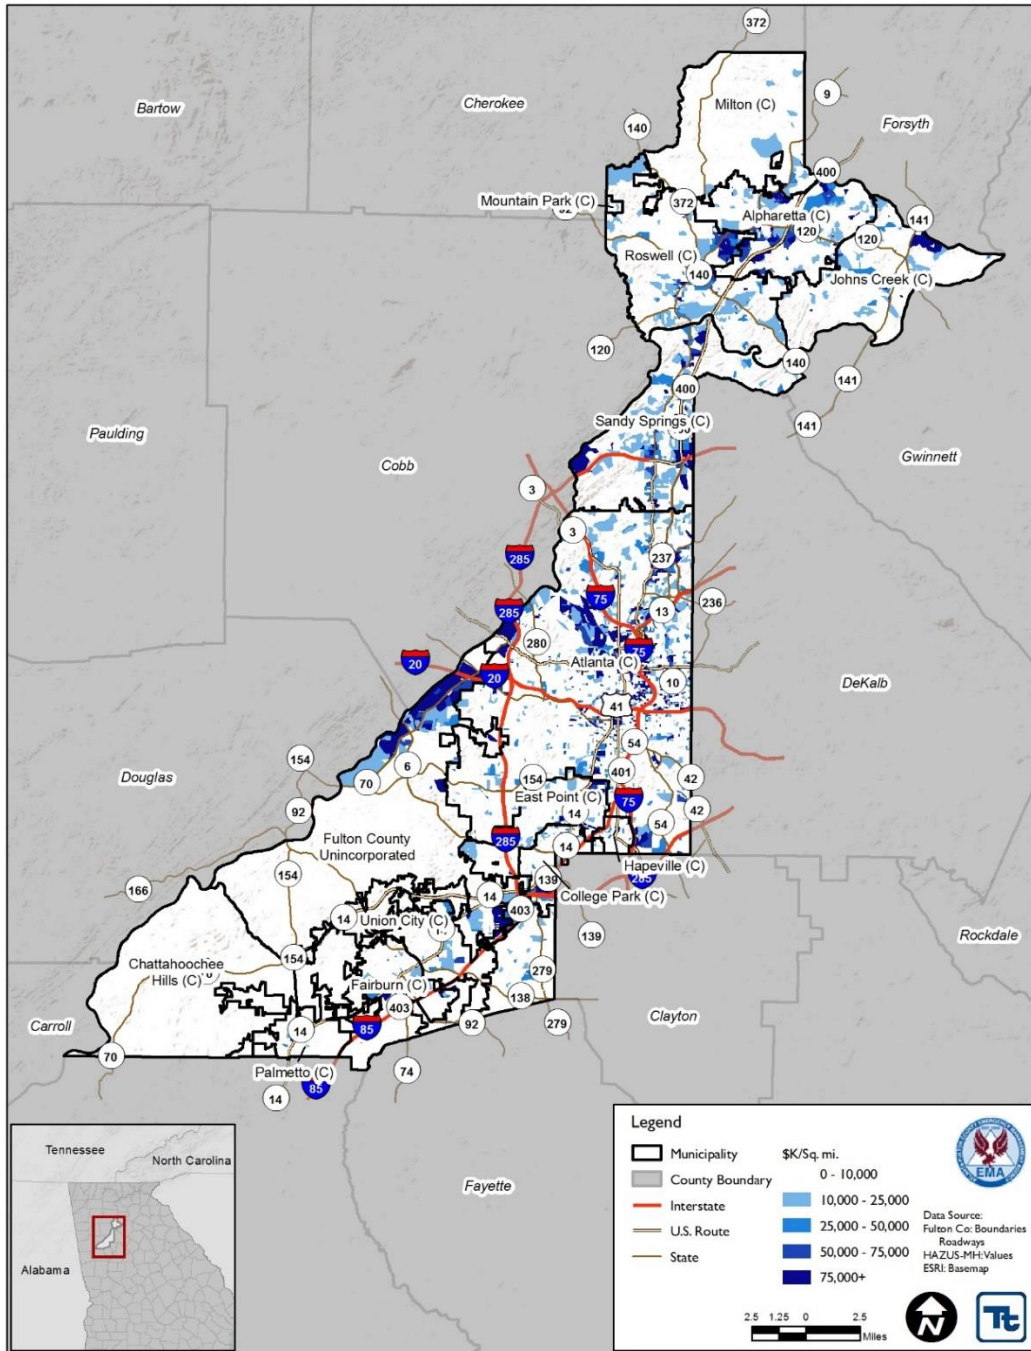 372
Bartow
Cherokee
Milton (C)
9
Forsyth
140
400
Mountain Park (C)
372
Alpharetta (C)
141
120
120
Roswell (C)
140
Johns Creek (C)
120
140
141
400
141
Sandy Springs (C)
Paulding
Cobb
Gwinnett
3
3
285
237
75
236
285
13
280
75
Atlanta (C)
20
20
10
DeKalb
41
54
154
6
401
42
Douglas
70
154
East Point (C)
75
42
92
14
54
Fulton County
Unincorporated
285
14
Hapeville (C)
285
154
139
166
14
College Park (C)
14
403
Union City (C)
139
Rockdale
154
Chattahoochee
Hills (C)
279
Fairburn (C)
138
403
Carroll
14
85
92
279
Clayton
70
Palmetto (C)
74
85
14
Fayette
Tennessee
North Carolina
Alabama
Legend
Municipality
County Boundary
Interstate
U.S. Route
State
$K/Sq. mi.
0 - 10,000
10,000 - 25,000
25,000 - 50,000
50,000 - 75,000
75,000+
EMA
Data Source:
Fulton Co: Boundaries
Roadways
HAZUS-MH: Values
ESRI: Basemap
2.5 1.25 0 2.5
Miles
N
Tt